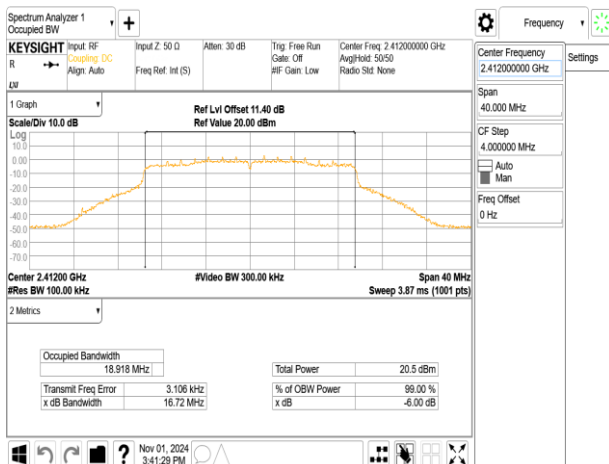 Spectrum Analyzer 1
Occupied BW
Frequency
KEYSIGHT
R
LXI
Input: RF
Coupling: DC
Align: Auto
Input Z: 50 Ω
Freq Ref: Int (S)
Atten: 30 dB
Trig: Free Run
Gate: Off
#IF Gain: Low
Center Freq: 2.412000000 GHz
Avg|Hold: 50/50
Radio Std: None
Center Frequency
2.412000000 GHz
Settings
Span
40.000 MHz
CF Step
4.000000 MHz
Auto
Man
Freq Offset
0 Hz
1 Graph
Scale/Div 10.0 dB
Ref Lvl Offset 11.40 dB
Ref Value 20.00 dBm
Log
10.0
0.00
-10.0
-20.0
-30.0
-40.0
-50.0
-60.0
-70.0
Center 2.41200 GHz
#Video BW 300.00 kHz
Span 40 MHz
#Res BW 100.00 kHz
Sweep 3.87 ms (1001 pts)
2 Metrics
Occupied Bandwidth
18.918 MHz
Total Power 20.5 dBm
Transmit Freq Error 3.106 kHz
% of OBW Power 99.00 %
x dB Bandwidth 16.72 MHz
x dB -6.00 dB
?
Nov 01, 2024
3:41:29 PM